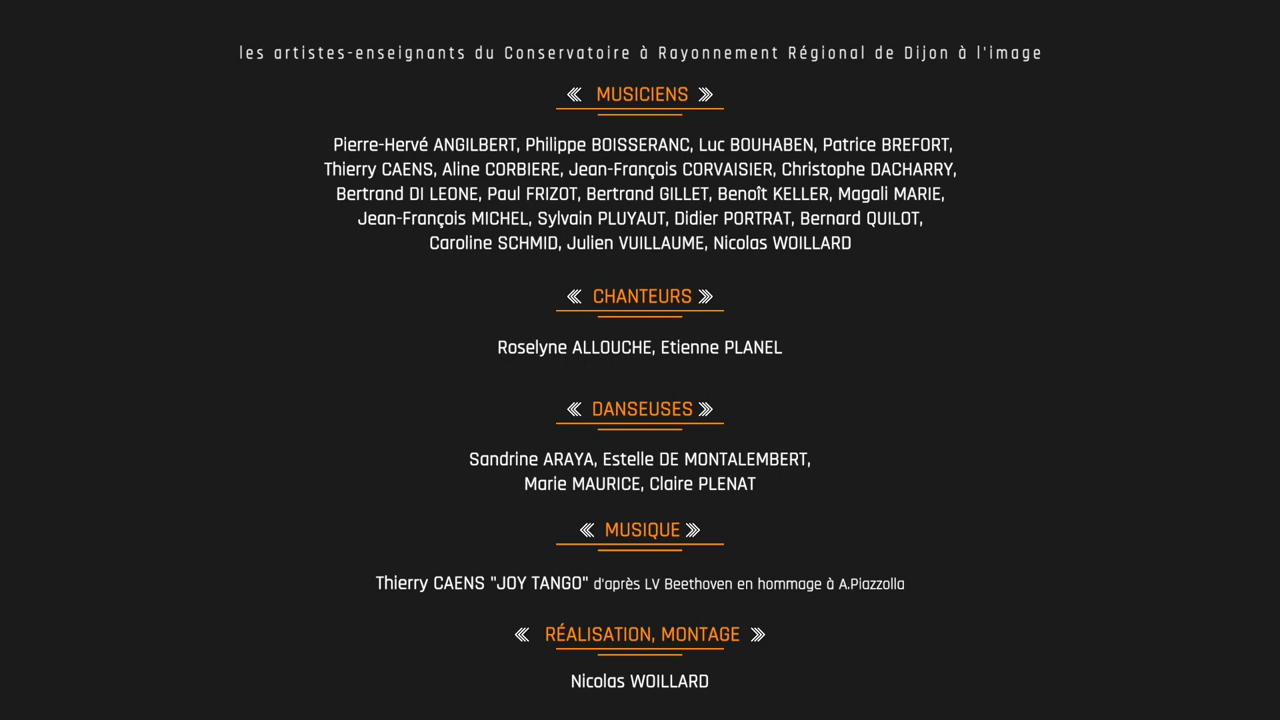 les artistes-enseignants du Conservatoire à Rayonnement Régional de Dijon à l'image
MUSICIENS
Pierre-Hervé ANGILBERT, Philippe BOISSERANC, Luc BOUHABEN, Patrice BREFORT,
Thierry CAENS, Aline CORBIERE, Jean-François CORVAISIER, Christophe DACHARRY,
Bertrand DI LEONE, Paul FRIZOT, Bertrand GILLET, Benoît KELLER, Magali MARIE,
Jean-François MICHEL, Sylvain PLUYAUT, Didier PORTRAT, Bernard QUILOT,
Caroline SCHMID, Julien VUILLAUME, Nicolas WOILLARD
CHANTEURS
Roselyne ALLOUCHE, Etienne PLANEL
DANSEUSES
Sandrine ARAYA, Estelle DE MONTALEMBERT,
Marie MAURICE, Claire PLENAT
MUSIQUE
Thierry CAENS "JOY TANGO" d'après LV Beethoven en hommage à A.Piazzolla
RÉALISATION, MONTAGE
Nicolas WOILLARD